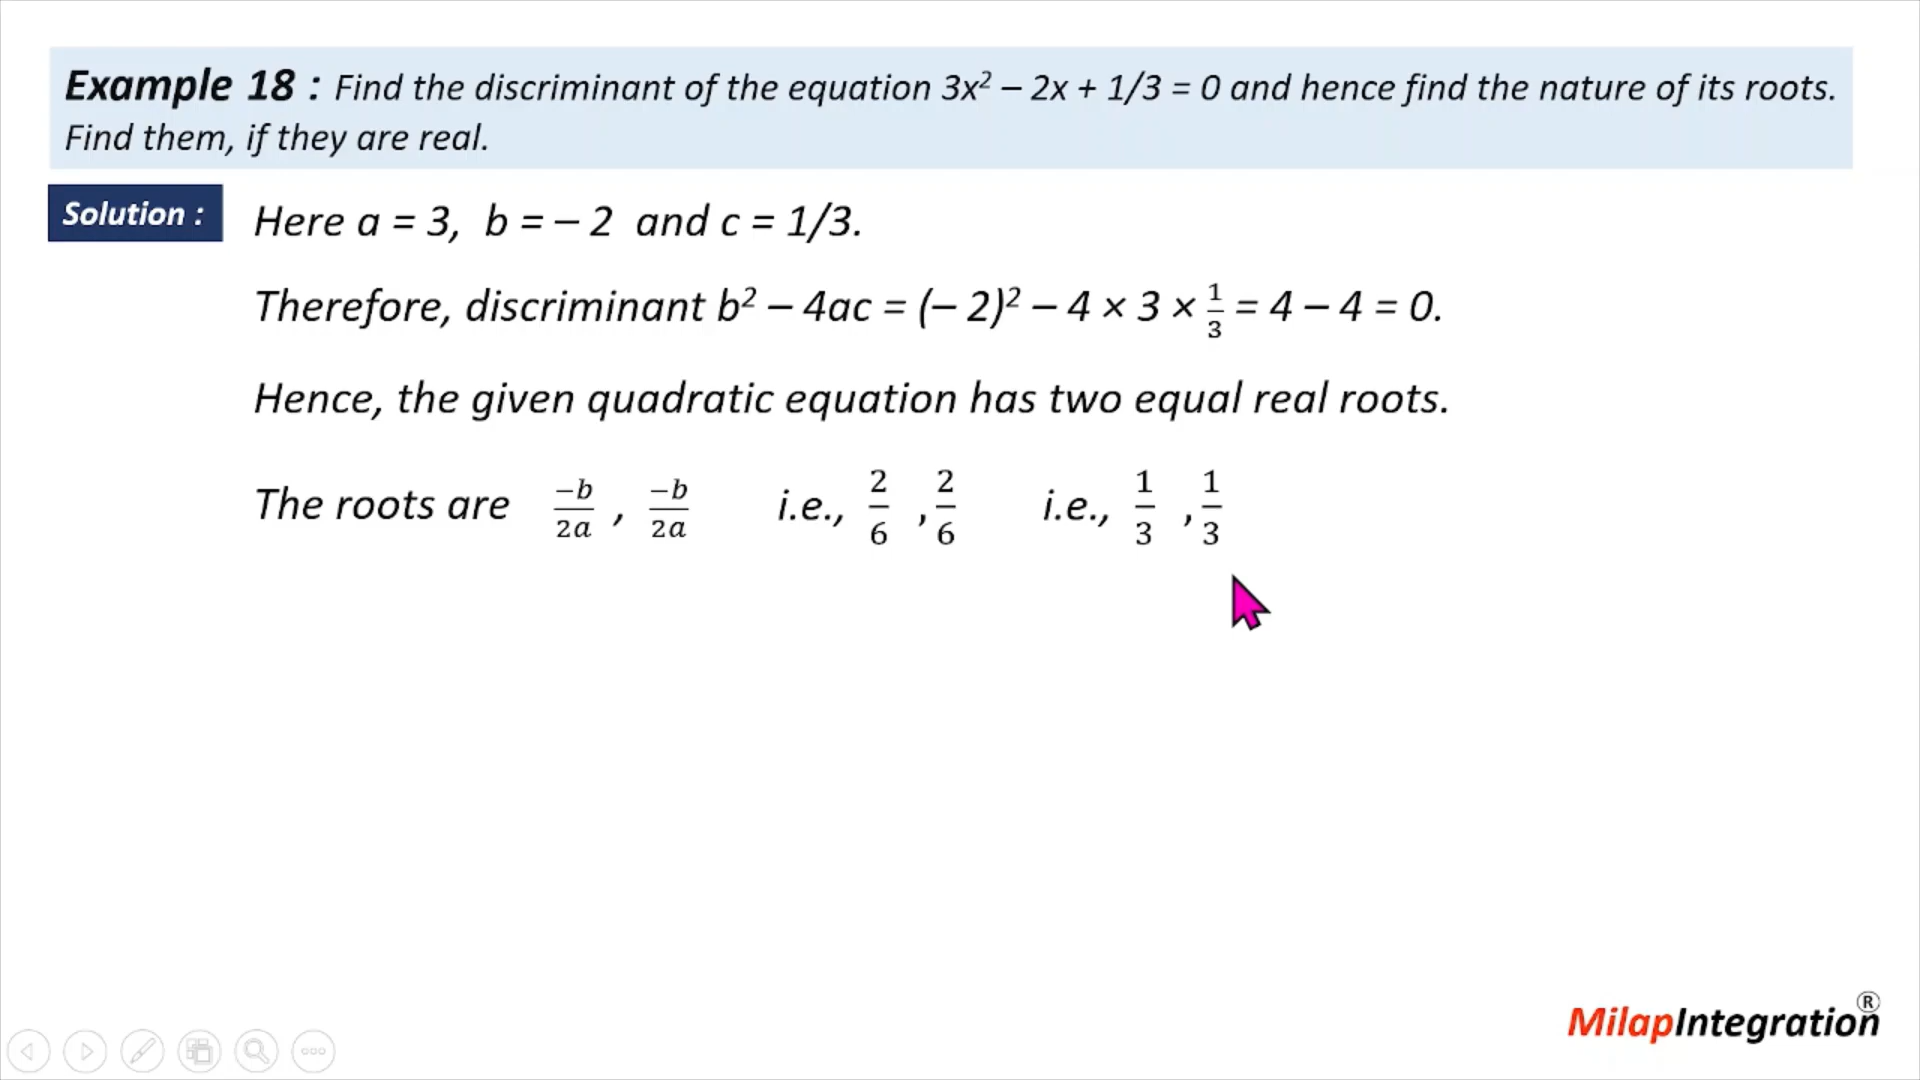 Example 18 : Find the discriminant of the equation 3x² – 2x + 1/3 = 0 and hence find the nature of its roots.
Find them, if they are real.
Solution : Here a = 3, b = – 2 and c = 1/3.
Therefore, discriminant b² – 4ac = (– 2)² – 4 × 3 × 1/3 = 4 – 4 = 0.
Hence, the given quadratic equation has two equal real roots.
The roots are −b/2a , −b/2a i.e., 2/6 , 2/6 i.e., 1/3 , 1/3
MilapIntegration®